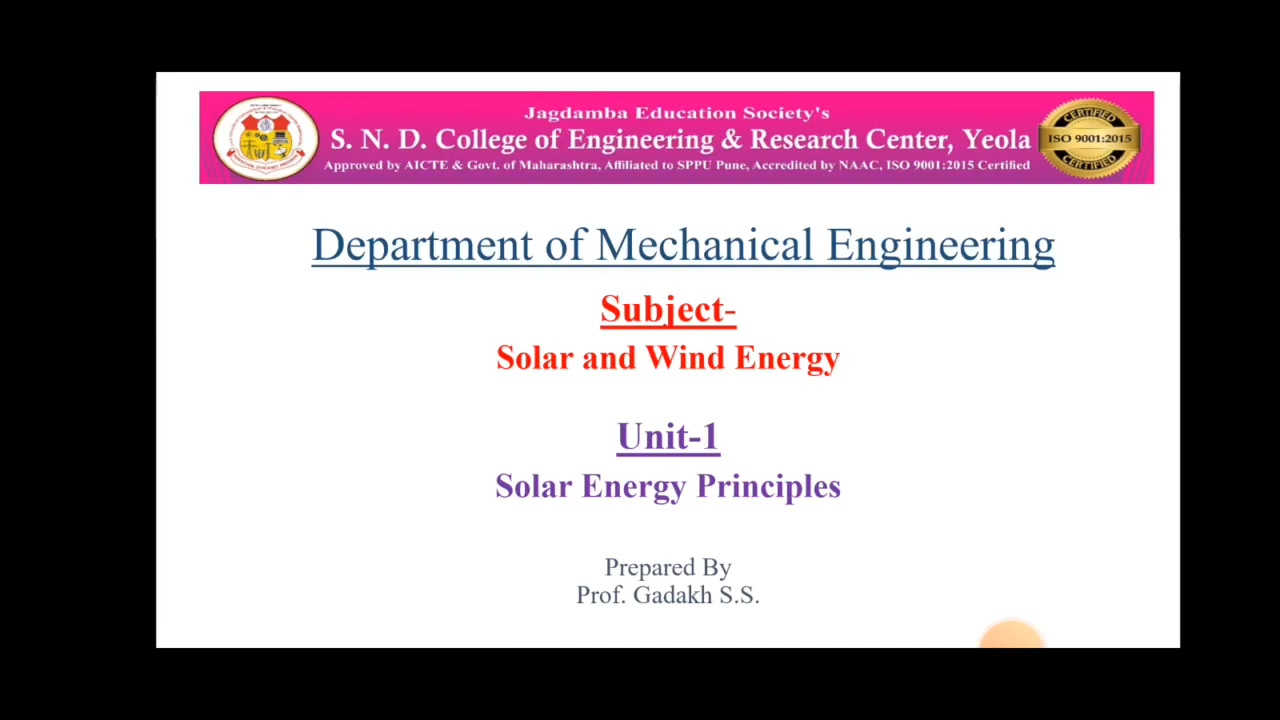 Jagdamba Education Society's
S. N. D. College of Engineering & Research Center, Yeola
Approved by AICTE & Govt. of Maharashtra, Affiliated to SPPU Pune, Accredited by NAAC, ISO 9001:2015 Certified
CERTIFIED
ISO 9001:2015
CERTIFIED
Department of Mechanical Engineering
Subject-
Solar and Wind Energy
Unit-1
Solar Energy Principles
Prepared By
Prof. Gadakh S.S.